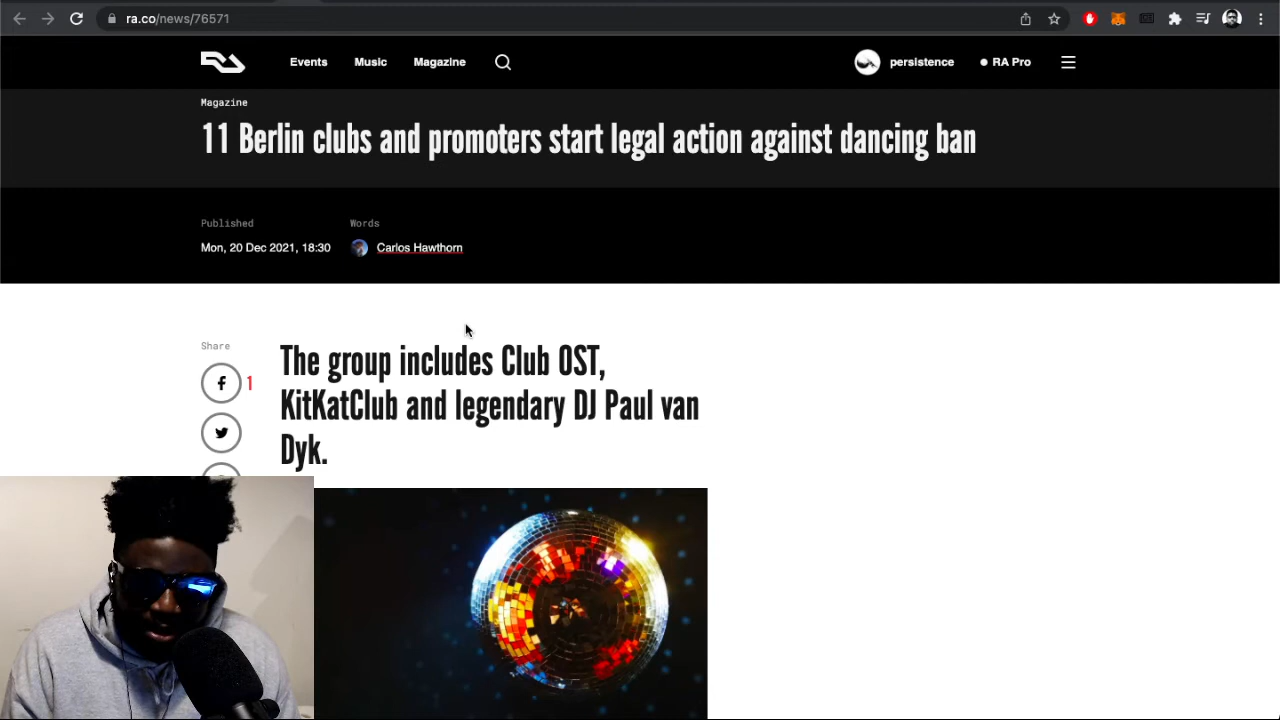 ra.co/news/76571
Events Music Magazine persistence RA Pro
Magazine
11 Berlin clubs and promoters start legal action against dancing ban
Published Words
Mon, 20 Dec 2021, 18:30 Carlos Hawthorn
Share
1
The group includes Club OST,
KitKatClub and legendary DJ Paul van
Dyk.